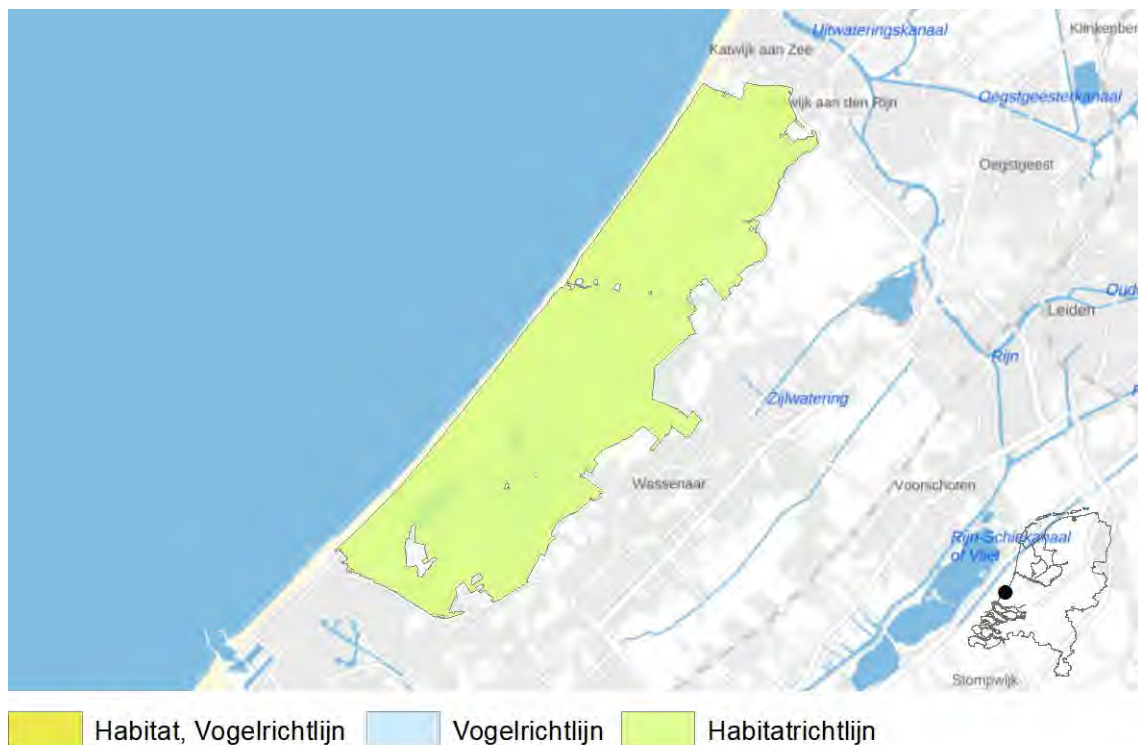 Uitwateringskanaal
Klinkenber
Katwijk aan Zee
Oegstgeesterkanaal
wijk aan den Rijn
Oegstgeest
Oud
Leiden
Rijn
Zijlwatering
Wassenaar
Voorschoten
Rijn-Schiekanaal
of Vliet
Stompwijk
Habitat, Vogelrichtlijn
Vogelrichtlijn
Habitatrichtlijn